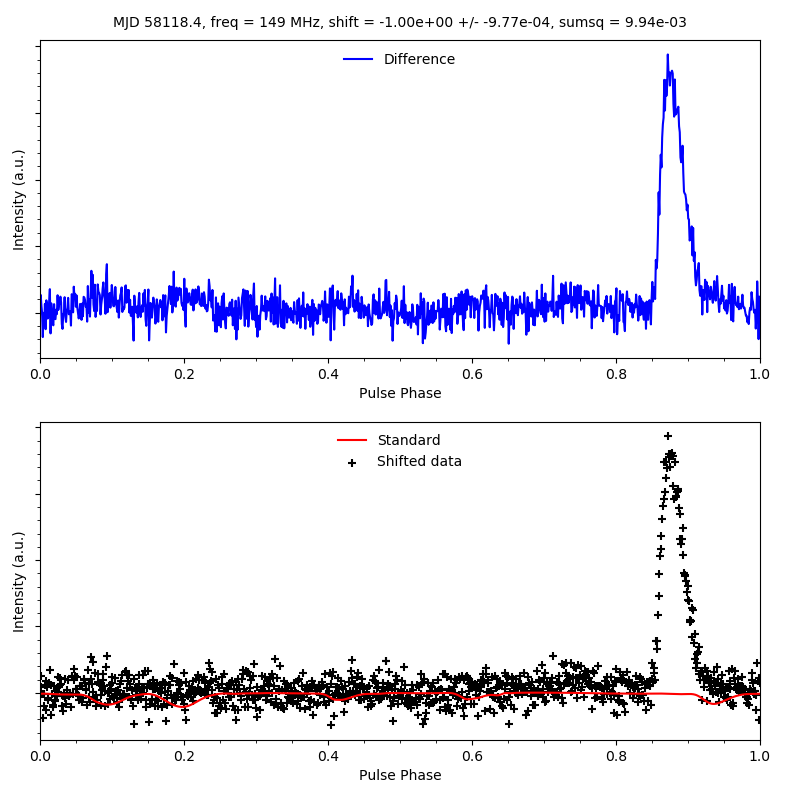 MJD 58118.4, freq = 149 MHz, shift = -1.00e+00 +/- -9.77e-04, sumsq = 9.94e-03
Difference
Intensity (a.u.)
0.0 0.2 0.4 0.6 0.8 1.0
Pulse Phase
Standard
Shifted data
Intensity (a.u.)
0.0 0.2 0.4 0.6 0.8 1.0
Pulse Phase